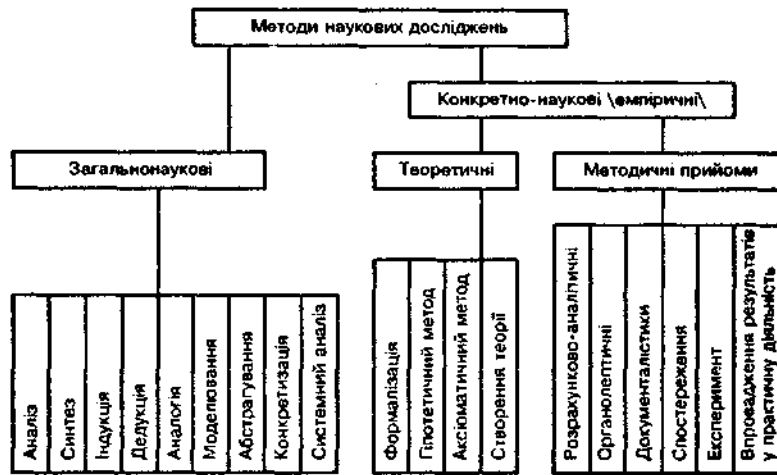 Методи наукових досліджень
Конкретно-наукові \емпиричні\
Загальнонаукові
Теоретичні
Методичні прийоми
Аналіз
Синтез
Індукція
Дедукція
Аналогія
Моделювання
Абстрагування
Конкретизація
Системний аналіз
Формалізація
Гіпотетичний метод
Аксіоматичний метод
Створення теорії
Розрахунково-аналітичні
Органолептичні
Документалістики
Спостереження
Експеримент
Впровадження результатів
у практичну діяльність